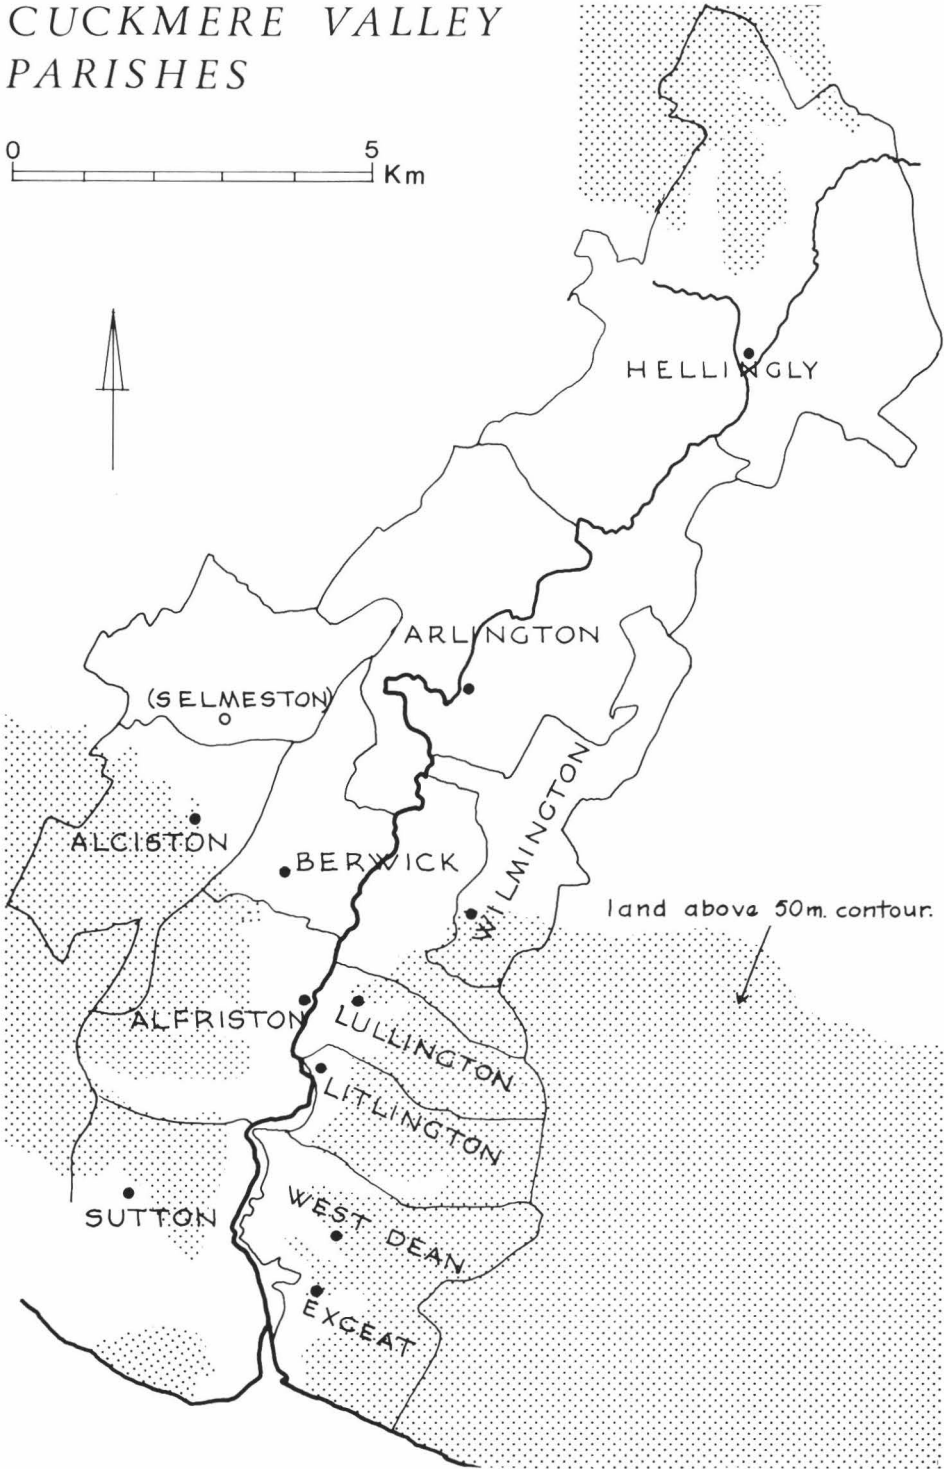 CUCKMERE VALLEY
PARISHES
0 5
Km
HELLINGLY
ARLINGTON
(SELMESTON)
WILMINGTON
ALCISTON
BERWICK
land above 50m. contour.
ALFRISTON
LULLINGTON
LITLINGTON
WEST DEAN
SUTTON
EXCEAT